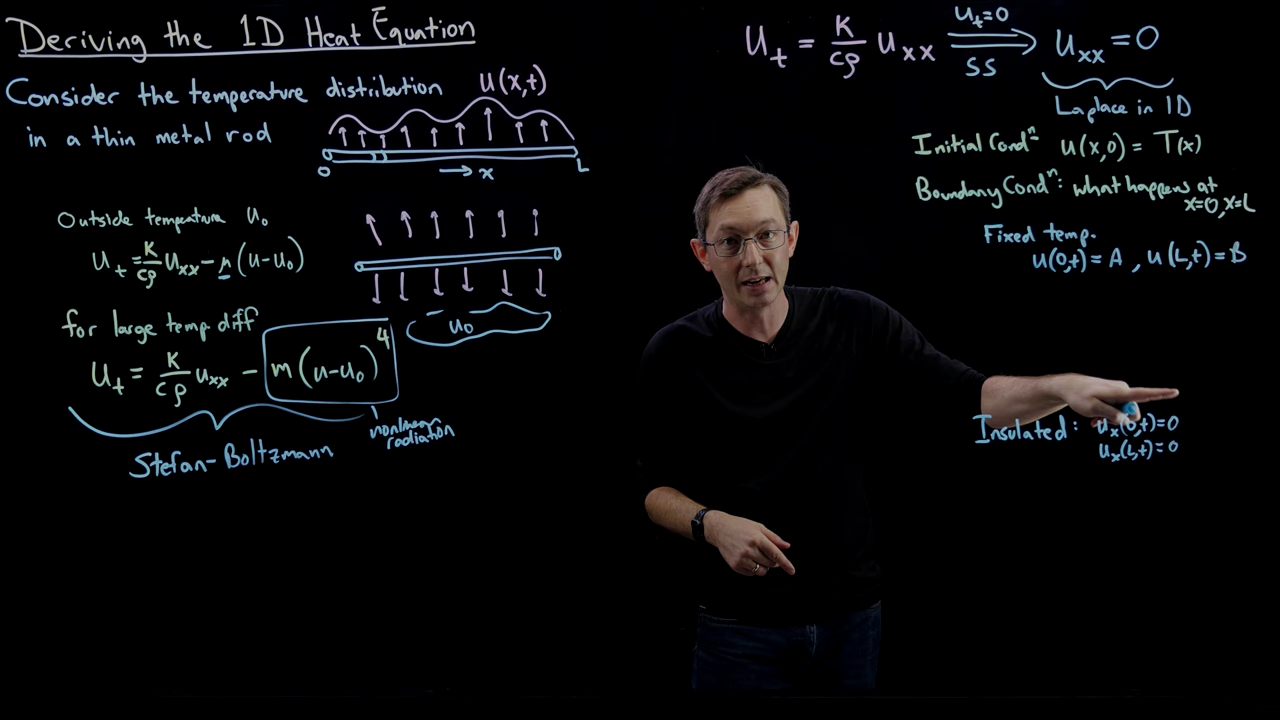 Deriving the 1D Heat Equation
Consider the temperature distribution u(x,t)
in a thin metal rod
0 → x L
Outside temperature u₀
u_t = K/cρ u_xx − n(u−u₀)
u₀
for large temp diff
u_t = K/cρ u_xx − m(u−u₀)⁴
nonlinear
radiation
Stefan-Boltzmann
u_t = K/cρ u_xx ⟹ u_xx = 0
u_t=0
SS
Laplace in 1D
Initial Condⁿ u(x,0) = T(x)
Boundary Condⁿ: what happens at
x=0, x=L
Fixed temp.
u(0,t) = A, u(L,t) = B
Insulated: u_x(0,t)=0
u_x(L,t)=0